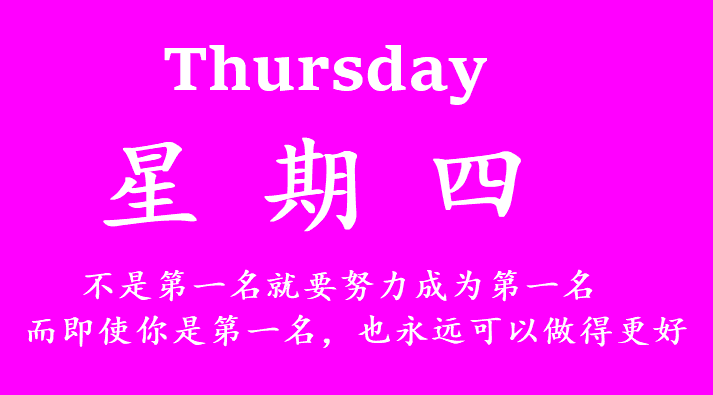 Thursday
星期四
不是第一名就要努力成为第一名
而即使你是第一名，也永远可以做得更好